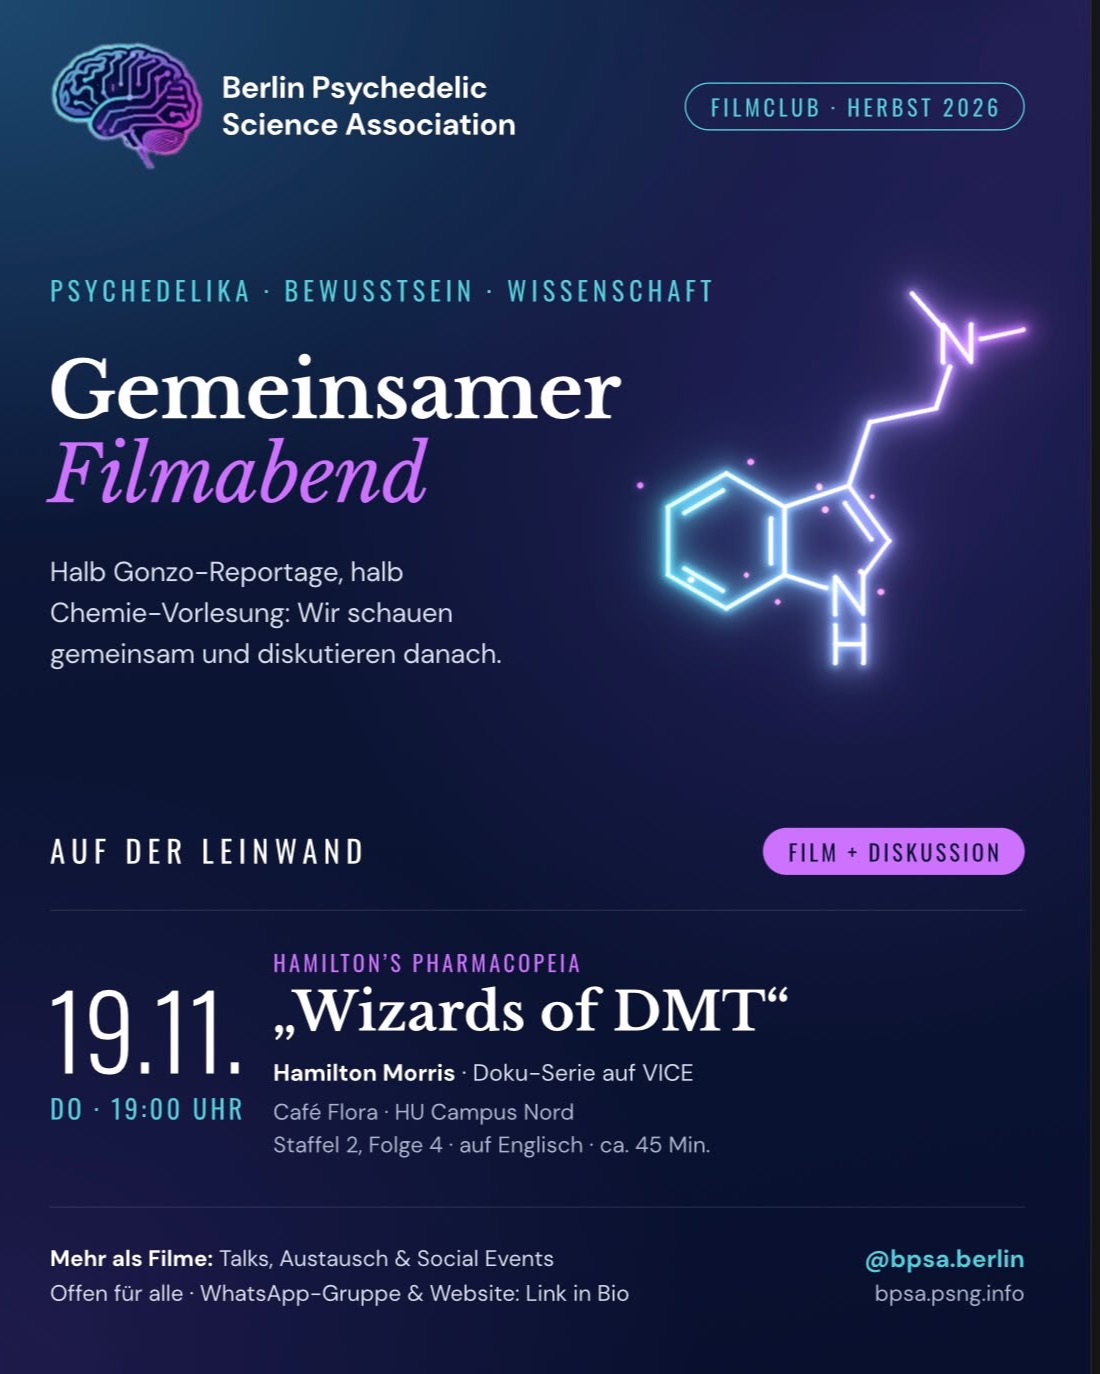 Berlin Psychedelic
Science Association
FILMCLUB · HERBST 2026
PSYCHEDELIKA · BEWUSSTSEIN · WISSENSCHAFT
Gemeinsamer
Filmabend
Halb Gonzo-Reportage, halb
Chemie-Vorlesung: Wir schauen
gemeinsam und diskutieren danach.
N
N
H
AUF DER LEINWAND
FILM + DISKUSSION
19.11.
DO · 19:00 UHR
HAMILTON’S PHARMACOPEIA
„Wizards of DMT“
Hamilton Morris · Doku-Serie auf VICE
Café Flora · HU Campus Nord
Staffel 2, Folge 4 · auf Englisch · ca. 45 Min.
Mehr als Filme: Talks, Austausch & Social Events
Offen für alle · WhatsApp-Gruppe & Website: Link in Bio
@bpsa.berlin
bpsa.psng.info